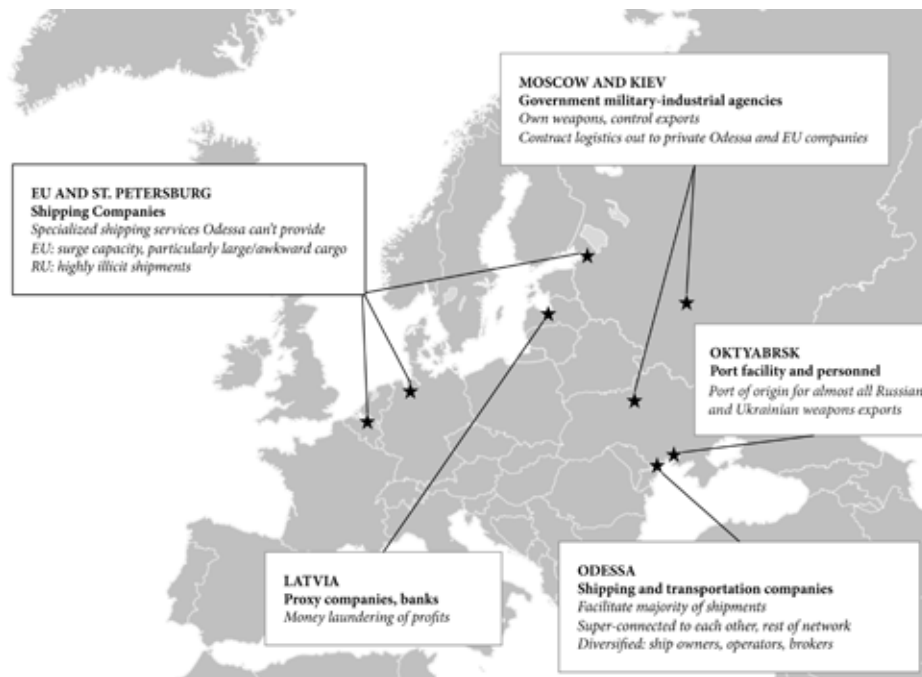 MOSCOW AND KIEV
Government military-industrial agencies
Own weapons, control exports
Contract logistics out to private Odessa and EU companies
EU AND ST. PETERSBURG
Shipping Companies
Specialized shipping services Odessa can't provide
EU: surge capacity, particularly large/awkward cargo
RU: highly illicit shipments
OKTYABRSK
Port facility and personnel
Port of origin for almost all Russian
and Ukrainian weapons exports
LATVIA
Proxy companies, banks
Money laundering of profits
ODESSA
Shipping and transportation companies
Facilitate majority of shipments
Super-connected to each other, rest of network
Diversified: ship owners, operators, brokers